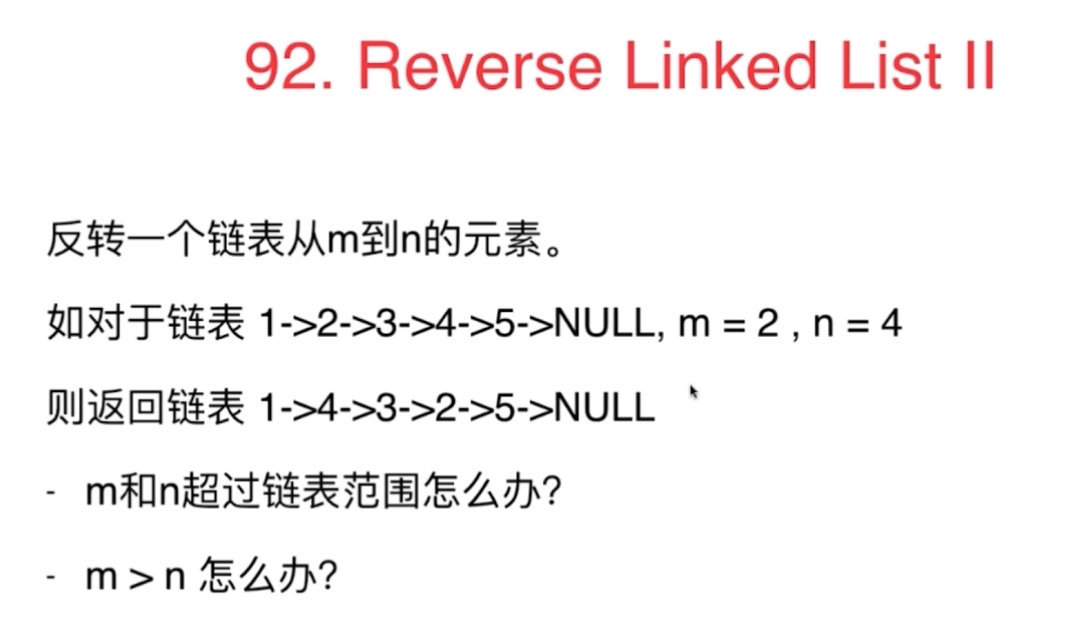 92. Reverse Linked List II
反转一个链表从m到n的元素。
如对于链表 1->2->3->4->5->NULL, m = 2 , n = 4
则返回链表 1->4->3->2->5->NULL
- m和n超过链表范围怎么办?
- m > n 怎么办?